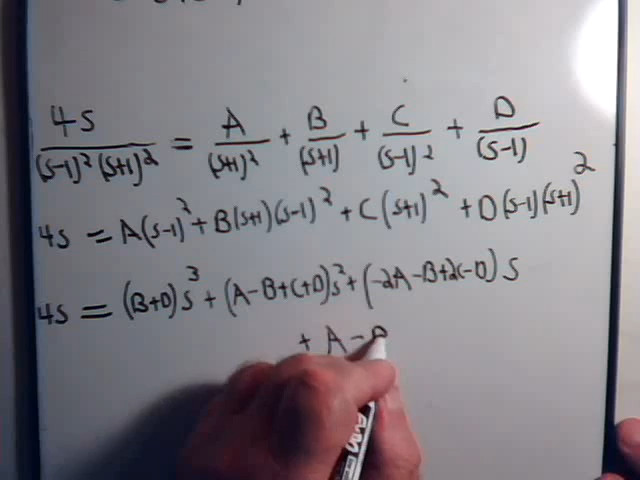 4s/((s-1)²(s+1)²) = A/(s+1)² + B/(s+1) + C/(s-1)² + D/(s-1)
4s = A(s-1)² + B(s+1)(s-1)² + C(s+1)² + D(s-1)(s+1)²
4s = (B+D)s³ + (A-B+C+D)s² + (-2A-B+2C-D)s
+ A-